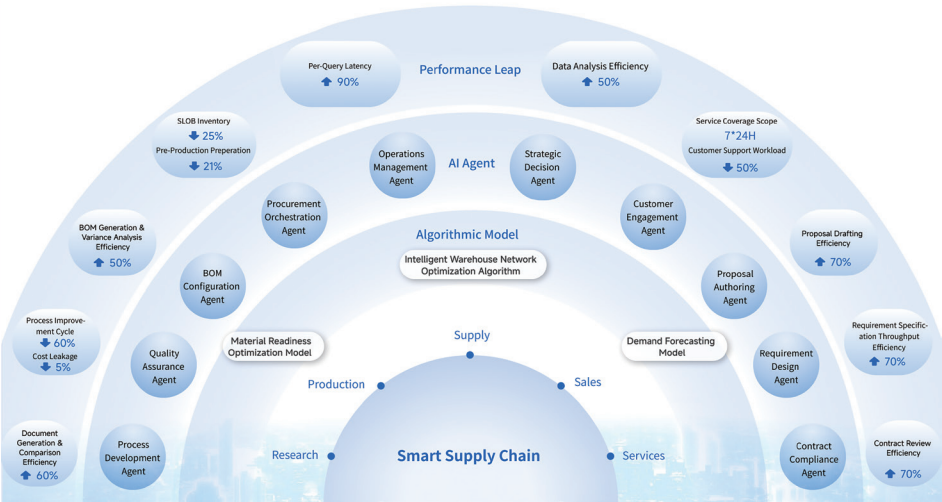 Per-Query Latency
90%
Performance Leap
Data Analysis Efficiency
50%
SLOB Inventory
25%
Pre-Production Preperation
21%
Service Coverage Scope
7*24H
Customer Support Workload
50%
BOM Generation &
Variance Analysis
Efficiency
50%
Proposal Drafting
Efficiency
70%
Process Improve-
ment Cycle
60%
Cost Leakage
5%
Requirement Specific-
ation Throughput
Efficiency
70%
Document
Generation &
Comparison
Efficiency
60%
Contract Review
Efficiency
70%
AI Agent
Operations
Management
Agent
Strategic
Decision
Agent
Procurement
Orchestration
Agent
Customer
Engagement
Agent
BOM
Configuration
Agent
Proposal
Authoring
Agent
Quality
Assurance
Agent
Requirement
Design
Agent
Process
Development
Agent
Contract
Compliance
Agent
Algorithmic Model
Intelligent Warehouse Network
Optimization Algorithm
Material Readiness
Optimization Model
Demand Forecasting
Model
Supply
Production
Sales
Research
Services
Smart Supply Chain